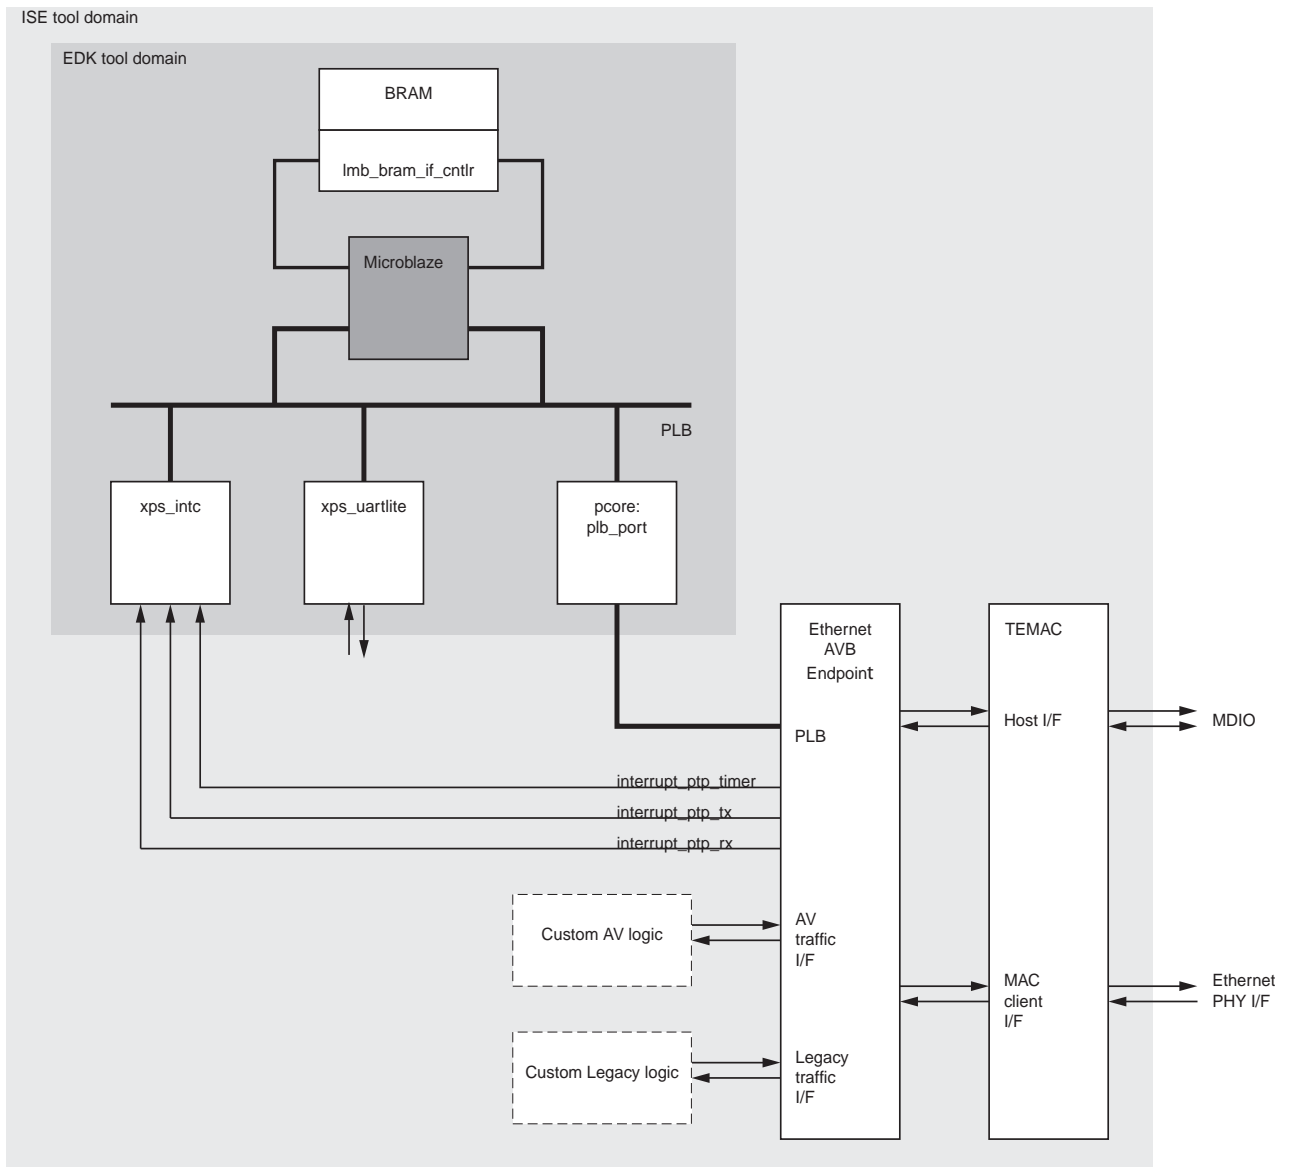 ISE tool domain
EDK tool domain
BRAM
lmb_bram_if_cntlr
Microblaze
PLB
xps_intc
xps_uartlite
pcore:
plb_port
Ethernet
AVB
Endpoint
TEMAC
Host I/F
MDIO
PLB
interrupt_ptp_timer
interrupt_ptp_tx
interrupt_ptp_rx
Custom AV logic
AV
traffic
I/F
MAC
client
I/F
Ethernet
PHY I/F
Custom Legacy logic
Legacy
traffic
I/F